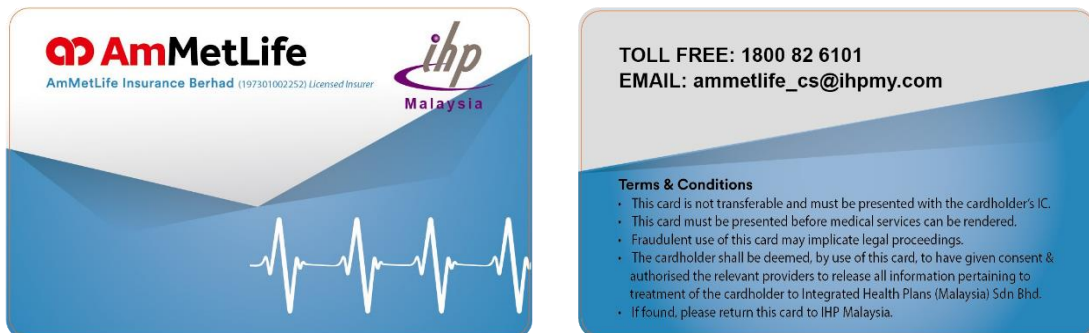 AmMetLife
AmMetLife Insurance Berhad (197301002252) Licensed Insurer
ihp
Malaysia
TOLL FREE: 1800 82 6101
EMAIL: ammetlife_cs@ihpmy.com
Terms & Conditions
• This card is not transferable and must be presented with the cardholder's IC.
• This card must be presented before medical services can be rendered.
• Fraudulent use of this card may implicate legal proceedings.
• The cardholder shall be deemed, by use of this card, to have given consent &
authorised the relevant providers to release all information pertaining to
treatment of the cardholder to Integrated Health Plans (Malaysia) Sdn Bhd.
• If found, please return this card to IHP Malaysia.